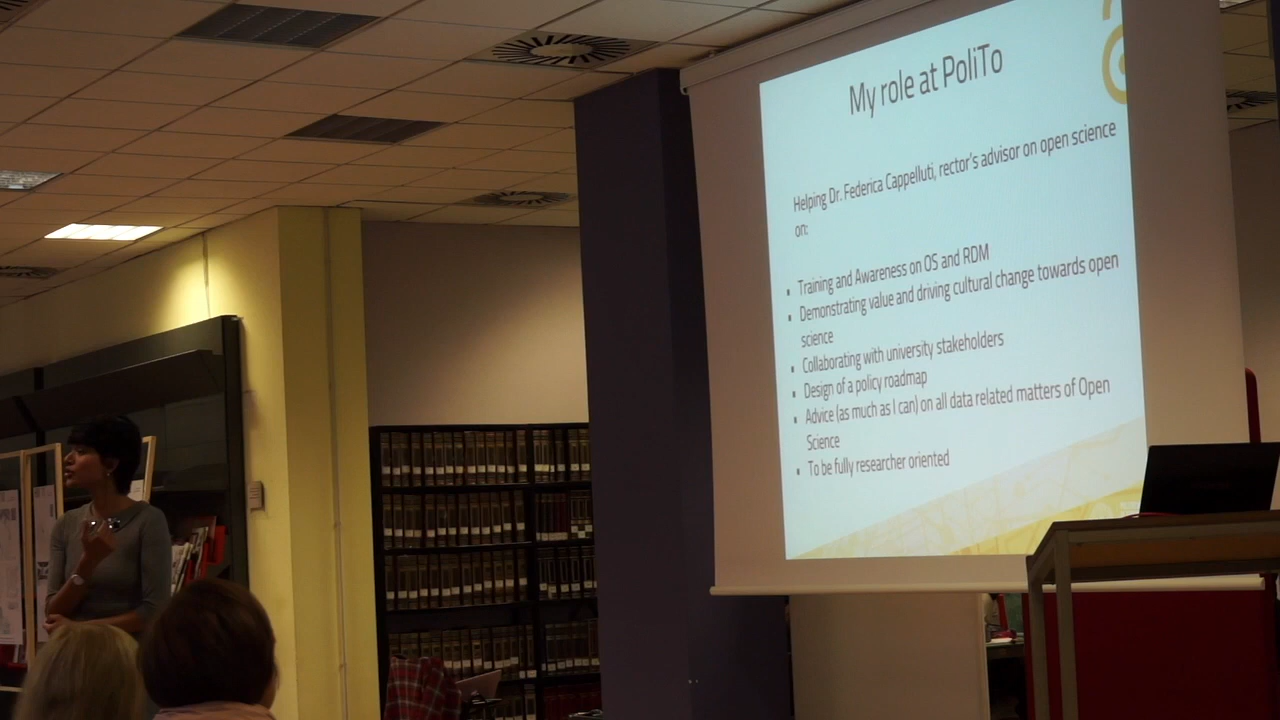 My role at PoliTo
Helping Dr. Federica Cappelluti, rector's advisor on open science
on:
▪ Training and Awareness on OS and RDM
▪ Demonstrating value and driving cultural change towards open
science
▪ Collaborating with university stakeholders
▪ Design of a policy roadmap
▪ Advice (as much as I can) on all data related matters of Open
Science
▪ To be fully researcher oriented